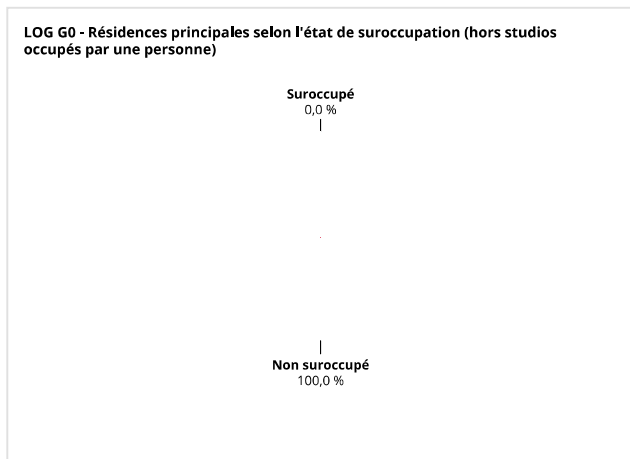 LOG G0 - Résidences principales selon l'état de suroccupation (hors studios
occupés par une personne)
Suroccupé
0,0 %
Non suroccupé
100,0 %